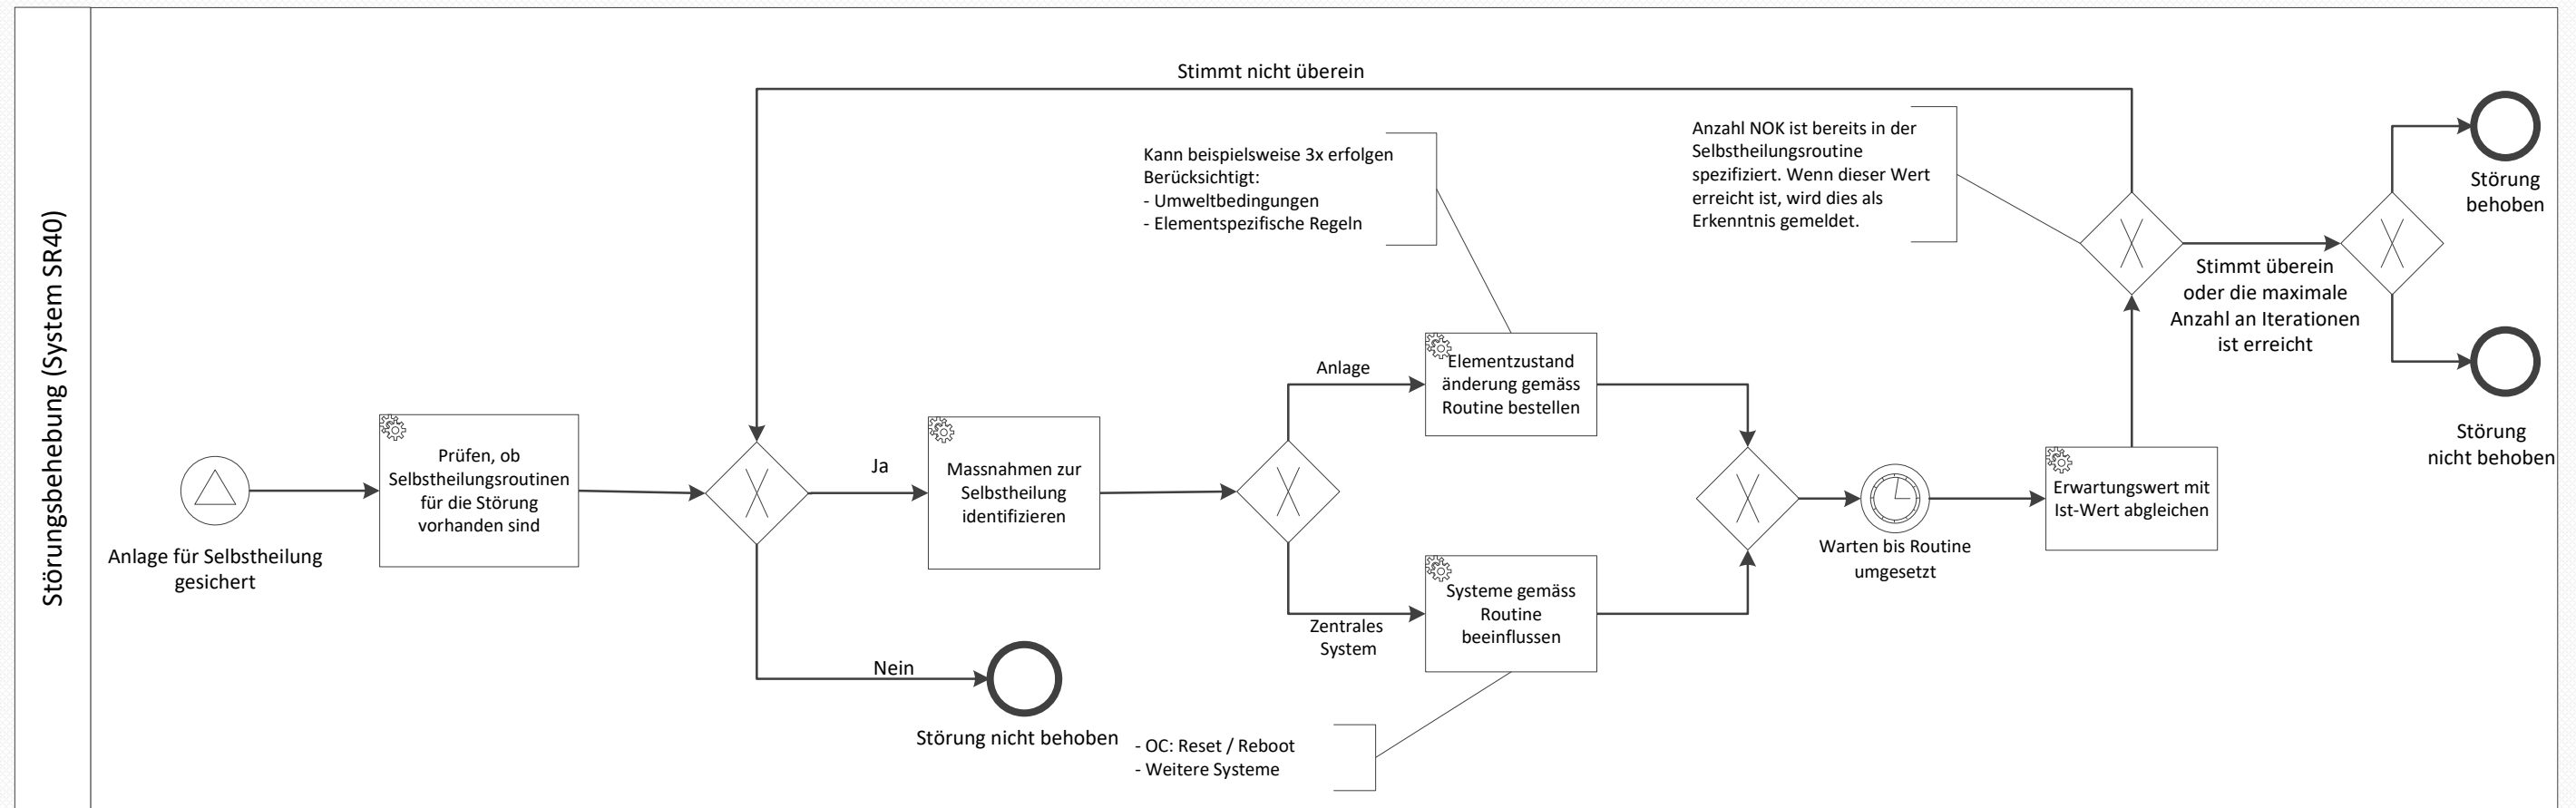 Störungsbehebung (System SR40)
Stimmt nicht überein
Kann beispielsweise 3x erfolgen
Berücksichtigt:
- Umweltbedingungen
- Elementspezifische Regeln
Anzahl NOK ist bereits in der
Selbstheilungsroutine
spezifiziert. Wenn dieser Wert
erreicht ist, wird dies als
Erkenntnis gemeldet.
Störung
behoben
Stimmt überein
oder die maximale
Anzahl an Iterationen
ist erreicht
Störung
nicht behoben
Anlage für Selbstheilung
gesichert
Prüfen, ob
Selbstheilungsroutinen
für die Störung
vorhanden sind
Ja
Nein
Störung nicht behoben
Massnahmen zur
Selbstheilung
identifizieren
Anlage
Elementzustand
änderung gemäss
Routine bestellen
Zentrales
System
Systeme gemäss
Routine
beeinflussen
- OC: Reset / Reboot
- Weitere Systeme
Warten bis Routine
umgesetzt
Erwartungswert mit
Ist-Wert abgleichen